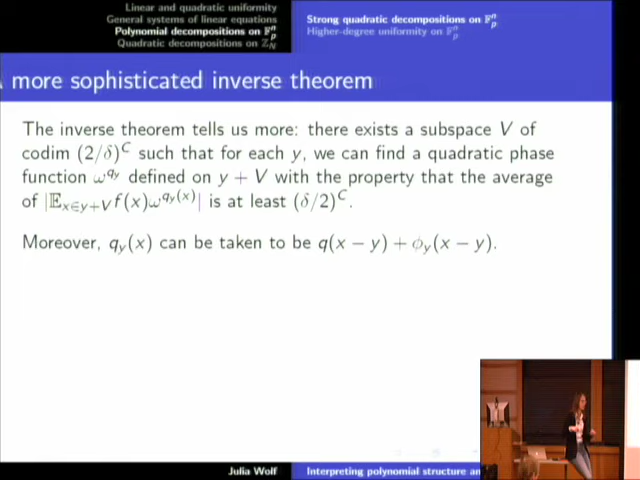 Linear and quadratic uniformity
General systems of linear equations
Polynomial decompositions on 𝔽ₚⁿ
Quadratic decompositions on ℤ_N
Strong quadratic decompositions on 𝔽ₚⁿ
Higher-degree uniformity on 𝔽ₚⁿ
more sophisticated inverse theorem
The inverse theorem tells us more: there exists a subspace V of
codim (2/δ)^C such that for each y, we can find a quadratic phase
function ω^{q_y} defined on y + V with the property that the average
of |𝔼_{x∈y+V} f(x)ω^{q_y(x)}| is at least (δ/2)^C.
Moreover, q_y(x) can be taken to be q(x − y) + ϕ_y(x − y).
Julia Wolf
Interpreting polynomial structure an